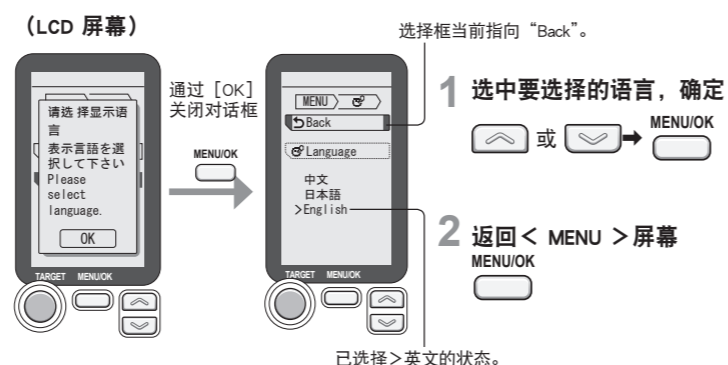 （LCD 屏幕）
选择框当前指向“Back”。
请选 择显示语
言
表示言語を選
択して下さい
Please
select
language.
OK
TARGET MENU/OK
通过［OK］
关闭对话框
MENU/OK
MENU
Back
Language
中文
日本語
>English
TARGET MENU/OK
1 选中要选择的语言，确定
或
MENU/OK
2 返回＜ MENU ＞屏幕
MENU/OK
已选择＞英文的状态。